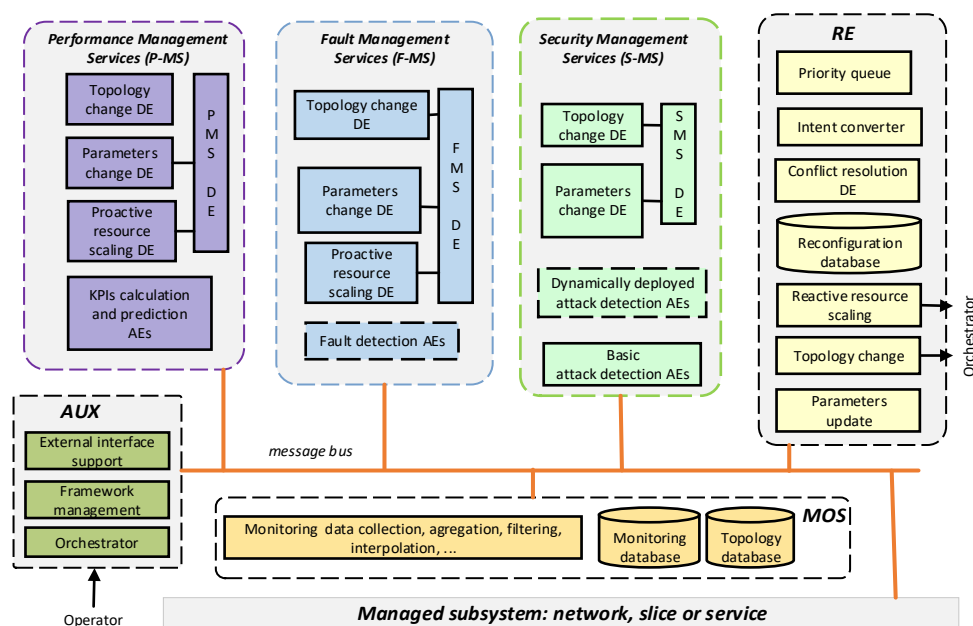 Performance Management
Services (P-MS)
Topology
change DE
Parameters
change DE
Proactive
resource
scaling DE
P
M
S
D
E
KPIs calculation
and prediction
AEs
Fault Management
Services (F-MS)
Topology change
DE
Parameters
change DE
Proactive
resource
scaling DE
F
M
S
D
E
Fault detection AEs
Security Management
Services (S-MS)
Topology
change DE
Parameters
change DE
S
M
S
D
E
Dynamically deployed
attack detection AEs
Basic
attack detection AEs
RE
Priority queue
Intent converter
Conflict resolution
DE
Reconfiguration
database
Reactive resource
scaling
Topology change
Parameters
update
Orchestrator
AUX
External interface
support
Framework
management
Orchestrator
Operator
message bus
MOS
Monitoring data collection, agregation, filtering,
interpolation, ...
Monitoring
database
Topology
database
Managed subsystem: network, slice or service